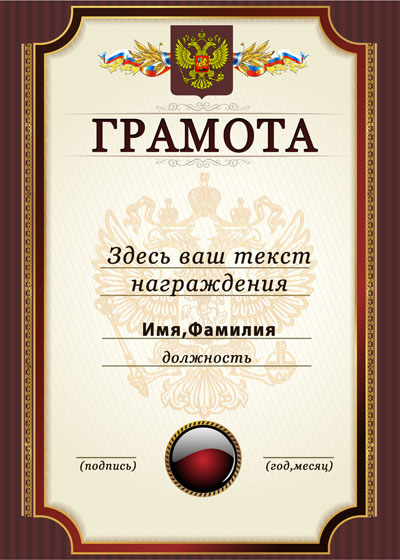 ГРАМОТА
Здесь ваш текст
награждения
Имя,Фамилия
должность
(подпись) (год,месяц)